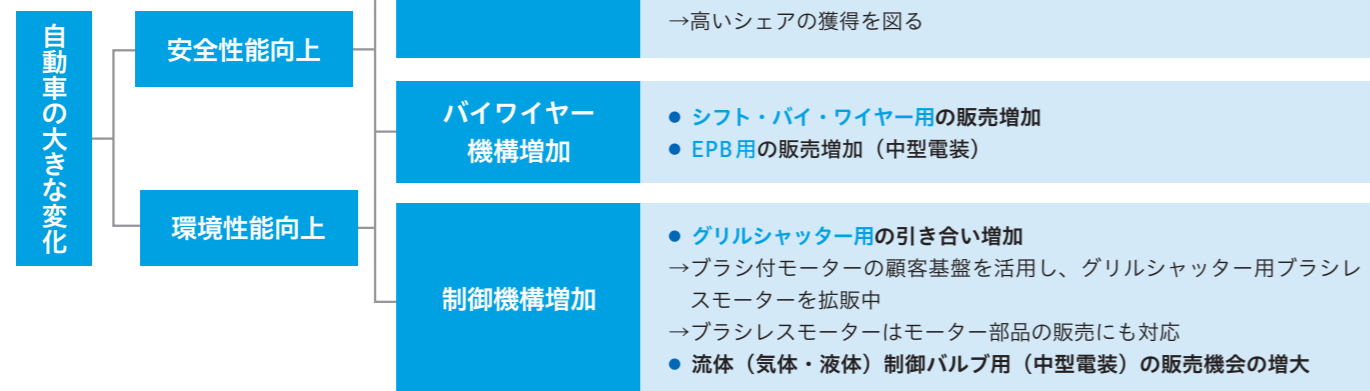 自動車の大きな変化
安全性能向上
環境性能向上
→高いシェアの獲得を図る
バイワイヤー
機構増加
● シフト・バイ・ワイヤー用の販売増加
● EPB用の販売増加（中型電装）
制御機構増加
● グリルシャッター用の引き合い増加
→ブラシ付モーターの顧客基盤を活用し、グリルシャッター用ブラシレ
スモーターを拡販中
→ブラシレスモーターはモーター部品の販売にも対応
● 流体（気体・液体）制御バルブ用（中型電装）の販売機会の増大